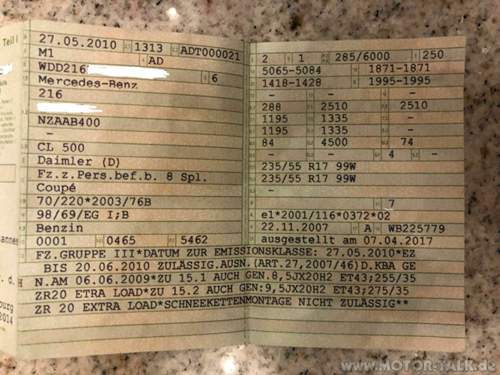 Teil I
27.05.2010 1313 ADT000021
M1 AD
WDD216
6
Mercedes-Benz
216
NZAAB400
-
CL 500
Daimler (D)
Fz.z.Pers.bef.b. 8 Spl.
Coupé
70/220*2003/76B
98/69/EG I;B
Benzin
0001 0465 5462
2 1 285/6000 250
5065-5084 1871-1871
1418-1428 1995-1995
- - -
288 2510 - 2510
1195 1335 - -
1195 1335 - -
84 4500 74
- - 4 -
235/55 R17 99W
235/55 R17 99W
-
- 7
e1*2001/116*0372*02
22.11.2007 A WB225779
ausgestellt am 07.04.2017
FZ.GRUPPE III*DATUM ZUR EMISSIONSKLASSE: 27.05.2010*EZ
BIS 20.06.2010 ZULÄSSIG.AUSN.(ART.27,2007/46)D.KBA GE
N.AM 06.06.2009*ZU 15.1 AUCH GEN.8,5JX20H2 ET43;255/35
ZR20 ETRA LOAD*ZU 15.2 AUCH GEN:9,5JX20H2 ET43;275/35
ZR 20 EXTRA LOAD*SCHNEEKETTENMONTAGE NICHT ZULÄSSIG**
2014
www.MOTOR-TALK.de